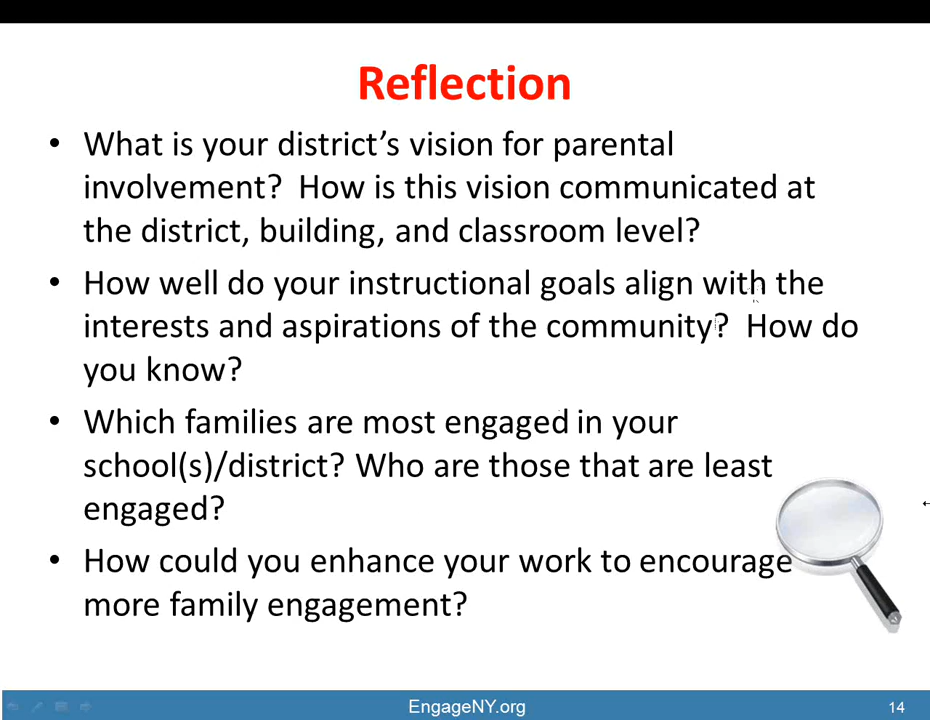 Reflection
• What is your district’s vision for parental
involvement?  How is this vision communicated at
the district, building, and classroom level?
• How well do your instructional goals align with the
interests and aspirations of the community?  How do
you know?
• Which families are most engaged in your
school(s)/district? Who are those that are least
engaged?
• How could you enhance your work to encourage
more family engagement?
EngageNY.org
14